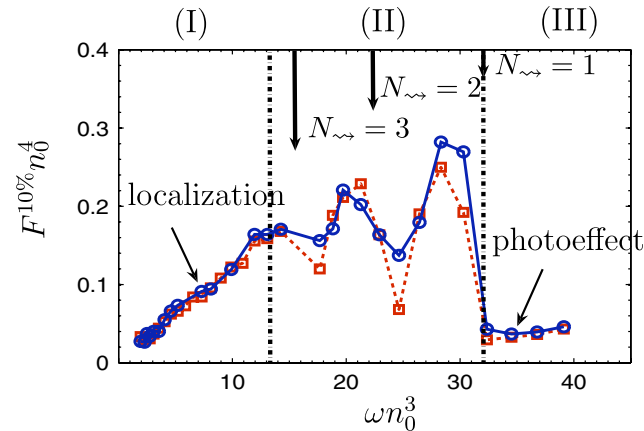 (I) (II) (III)
0.4
N⇝ = 1
N⇝ = 2
0.3
N⇝ = 3
localization
0.2
photoeffect
0.1
0
10 20 30 40
F^{10%}n_0^4
ωn_0^3